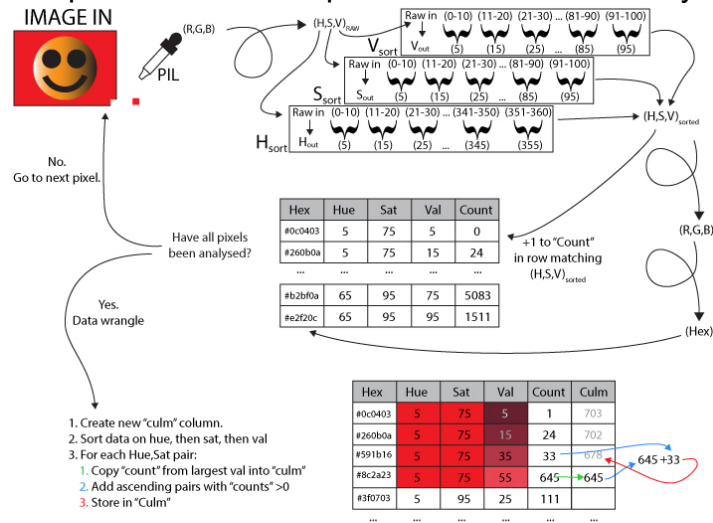 IMAGE IN
PIL
(R,G,B)
(H,S,V)RAW
Vsort
Raw in (0-10) (11-20) (21-30) ... (81-90) (91-100)
Vout (5) (15) (25) ... (85) (95)
Ssort
Raw in (0-10) (11-20) (21-30) ... (81-90) (91-100)
Sout (5) (15) (25) ... (85) (95)
Hsort
Raw in (0-10) (11-20) (21-30) ... (341-350) (351-360)
Hout (5) (15) (25) ... (345) (355)
(H,S,V)sorted
(R,G,B)
(Hex)
+1 to "Count"
in row matching
(H,S,V)sorted
No.
Go to next pixel.
Have all pixels
been analysed?
Yes.
Data wrangle
Hex Hue Sat Val Count
#0c0403 5 75 5 0
#260b0a 5 75 15 24
... ... ... ... ...
#b2bf0a 65 95 75 5083
#e2f20c 65 95 95 1511
1. Create new "culm" column.
2. Sort data on hue, then sat, then val
3. For each Hue,Sat pair:
1. Copy "count" from largest val into "culm"
2. Add ascending pairs with "counts" >0
3. Store in "Culm"
Hex Hue Sat Val Count Culm
#0c0403 5 75 5 1 703
#260b0a 5 75 15 24 702
#591b16 5 75 35 33 678
#8c2a23 5 75 55 645 645
#3f0703 5 95 25 111
... ... ... ... ... ...
645 +33